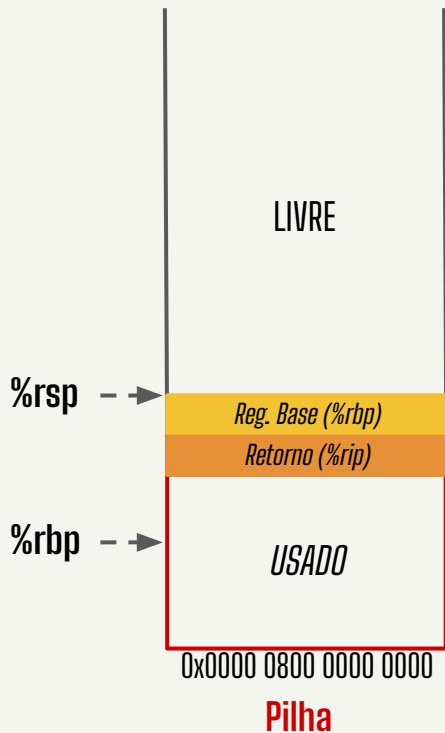 LIVRE
%rsp
Reg. Base (%rbp)
Retorno (%rip)
%rbp
USADO
0x0000 0800 0000 0000
Pilha